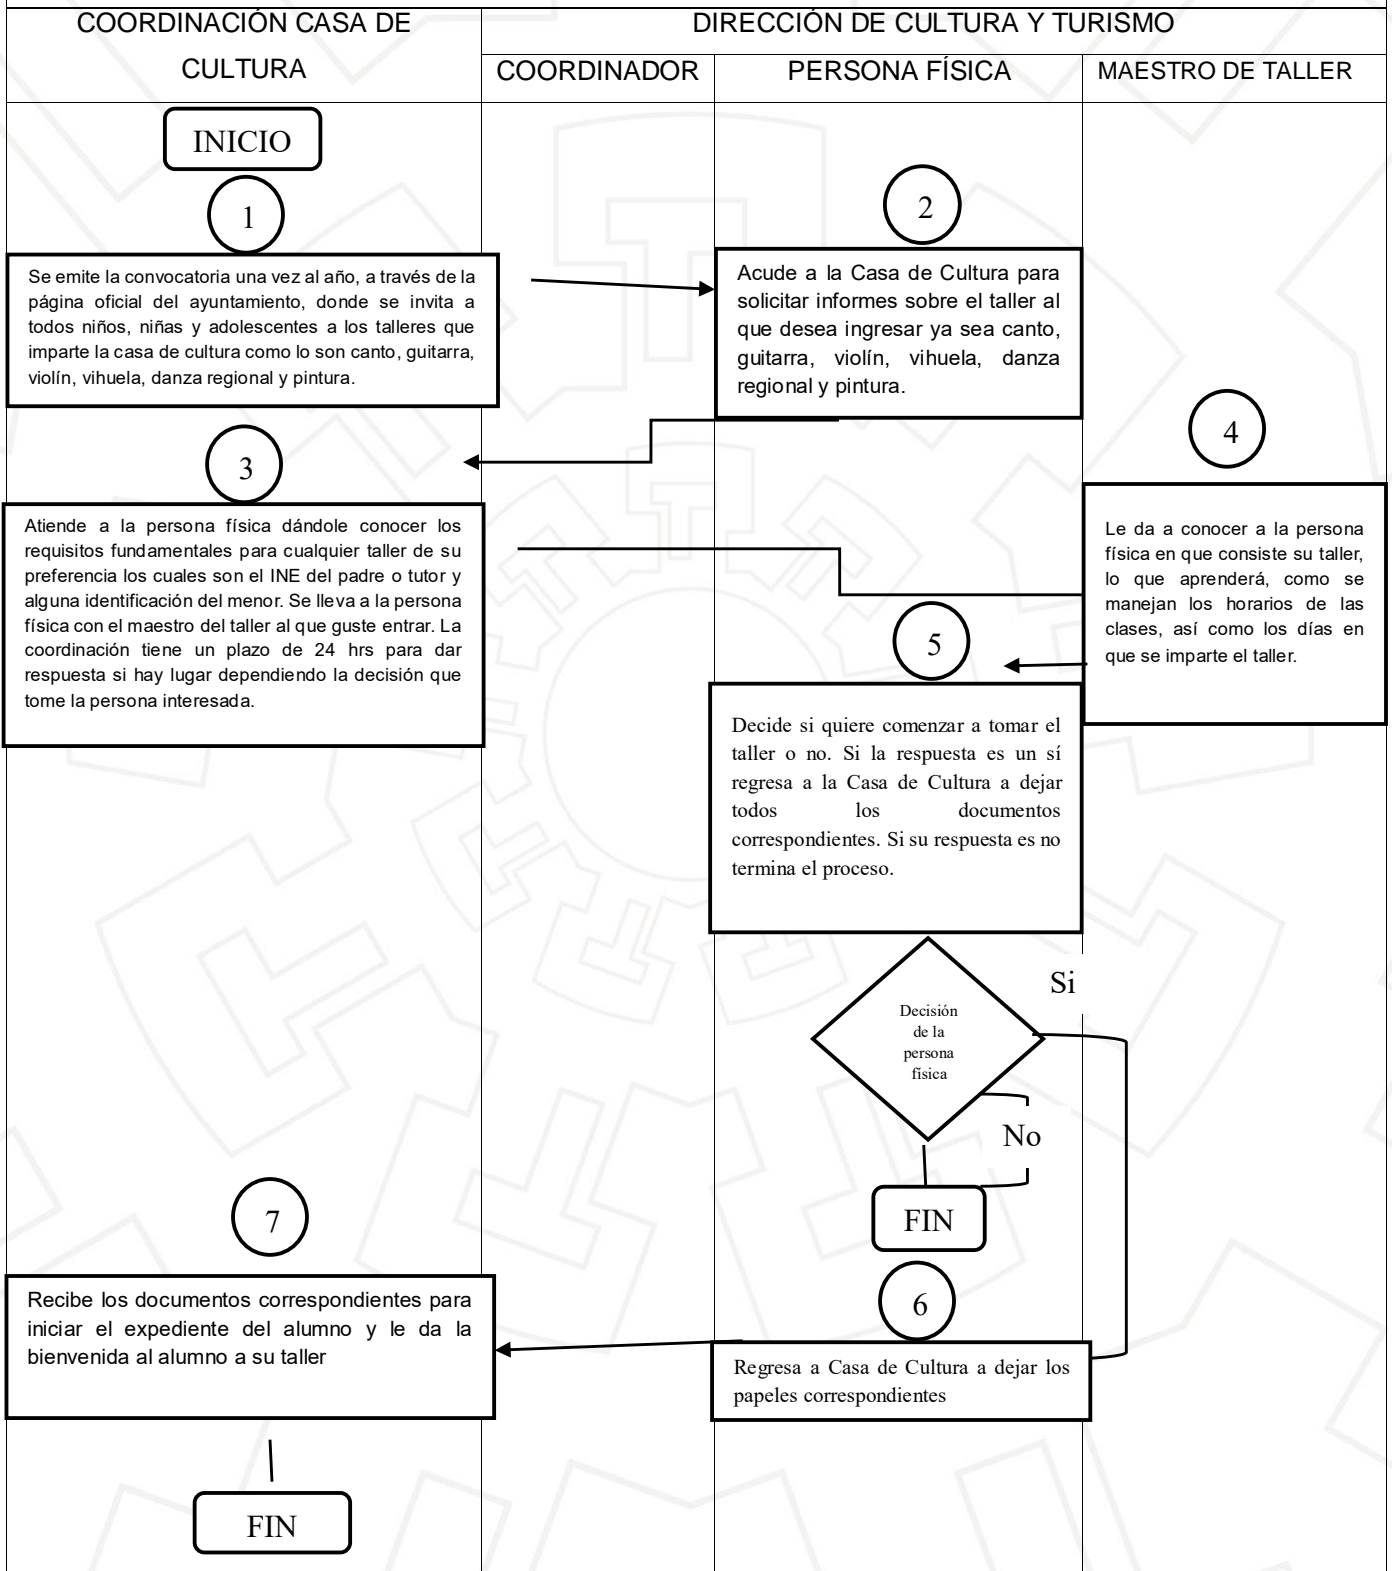 COORDINACIÓN CASA DE
CULTURA
DIRECCIÓN DE CULTURA Y TURISMO
COORDINADOR
PERSONA FÍSICA
MAESTRO DE TALLER
INICIO
1
Se emite la convocatoria una vez al año, a través de la
página oficial del ayuntamiento, donde se invita a
todos niños, niñas y adolescentes a los talleres que
imparte la casa de cultura como lo son canto, guitarra,
violín, vihuela, danza regional y pintura.
2
Acude a la Casa de Cultura para
solicitar informes sobre el taller al
que desea ingresar ya sea canto,
guitarra, violín, vihuela, danza
regional y pintura.
3
Atiende a la persona física dándole conocer los
requisitos fundamentales para cualquier taller de su
preferencia los cuales son el INE del padre o tutor y
alguna identificación del menor. Se lleva a la persona
física con el maestro del taller al que guste entrar. La
coordinación tiene un plazo de 24 hrs para dar
respuesta si hay lugar dependiendo la decisión que
tome la persona interesada.
4
Le da a conocer a la persona
física en que consiste su taller,
lo que aprenderá, como se
manejan los horarios de las
clases, así como los días en
que se imparte el taller.
5
Decide si quiere comenzar a tomar el
taller o no. Si la respuesta es un sí
regresa a la Casa de Cultura a dejar
todos los documentos
correspondientes. Si su respuesta es no
termina el proceso.
Decisión
de la
persona
física
Si
No
FIN
6
Regresa a Casa de Cultura a dejar los
papeles correspondientes
7
Recibe los documentos correspondientes para
iniciar el expediente del alumno y le da la
bienvenida al alumno a su taller
FIN